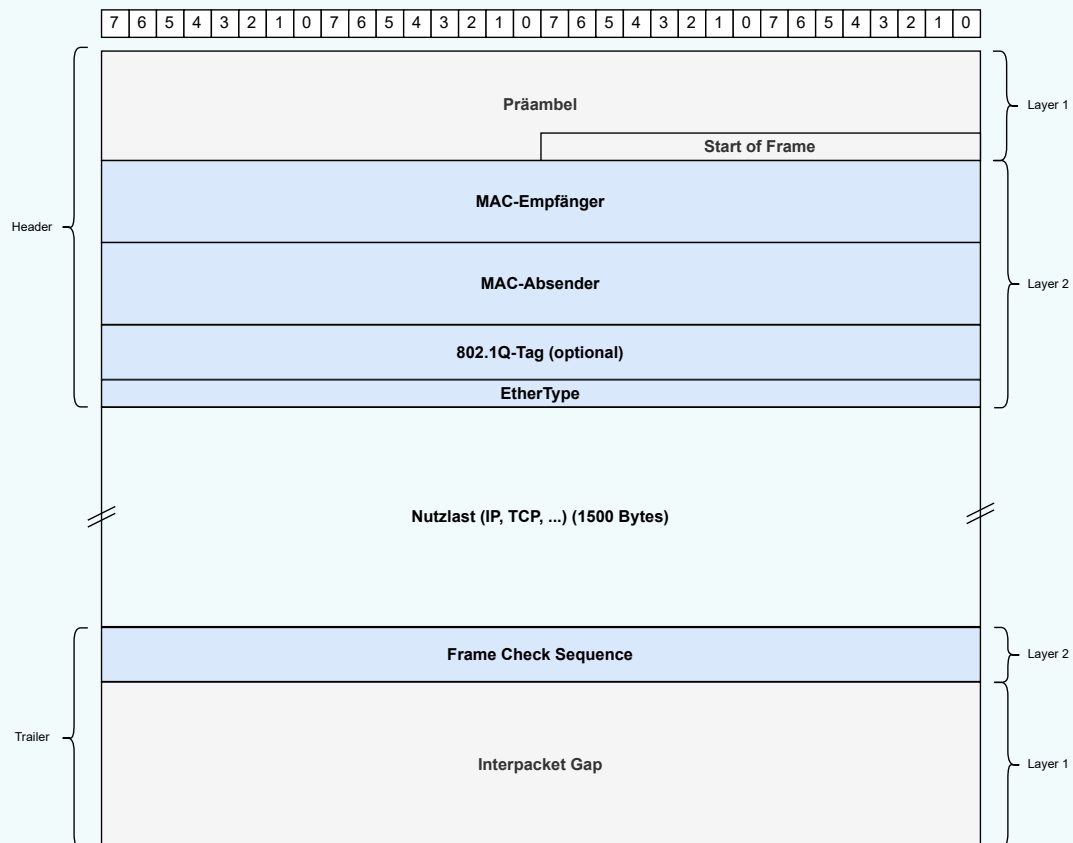 7 6 5 4 3 2 1 0 7 6 5 4 3 2 1 0 7 6 5 4 3 2 1 0 7 6 5 4 3 2 1 0
Präambel
Layer 1
Start of Frame
MAC-Empfänger
Header
MAC-Absender
Layer 2
802.1Q-Tag (optional)
EtherType
Nutzlast (IP, TCP, ...) (1500 Bytes)
Frame Check Sequence
Layer 2
Trailer
Interpacket Gap
Layer 1